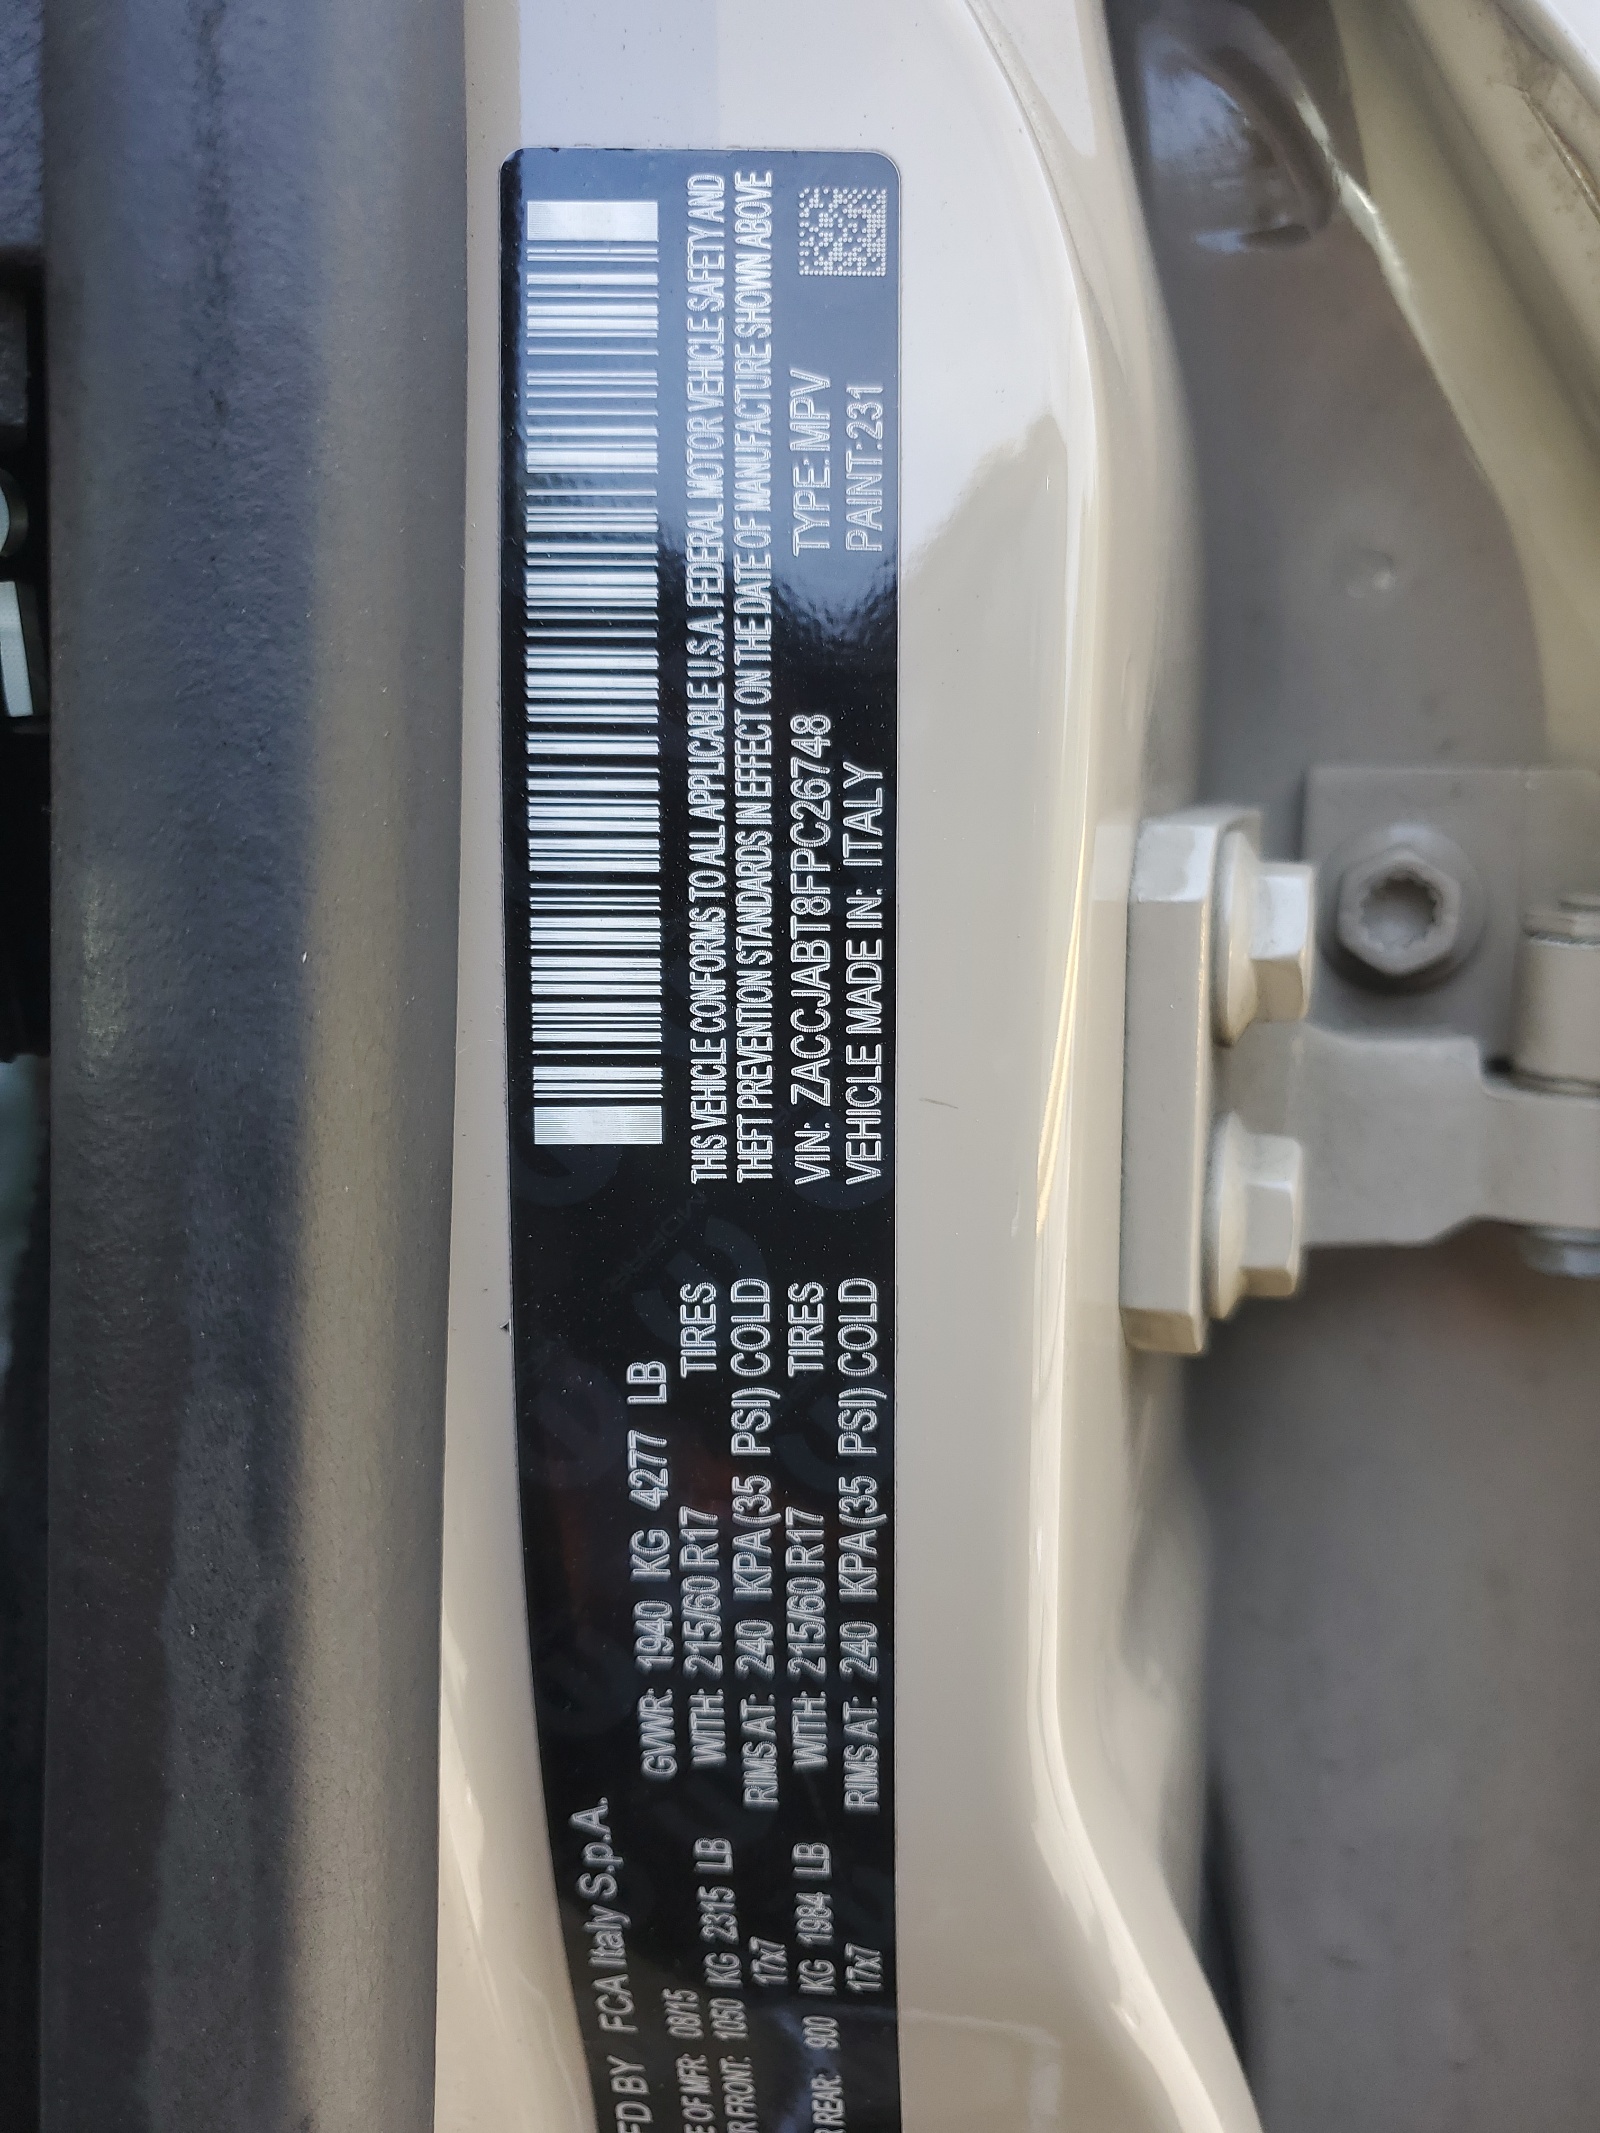 FD BY FCA Italy S.p.A.
E OF MFR: 08/15 GVWR: 1940 KG 4277 LB
R FRONT: 1050 KG 2315 LB WITH: 215/60 R17 TIRES
17x7 RIMS AT: 240 KPA (35 PSI) COLD
R REAR: 900 KG 1984 LB WITH: 215/60 R17 TIRES
17x7 RIMS AT: 240 KPA (35 PSI) COLD
THIS VEHICLE CONFORMS TO ALL APPLICABLE U.S.A. FEDERAL MOTOR VEHICLE SAFETY AND
THEFT PREVENTION STANDARDS IN EFFECT ON THE DATE OF MANUFACTURE SHOWN ABOVE
VIN: ZACCJABT8FPC26748 TYPE: MPV
VEHICLE MADE IN: ITALY PAINT: 231